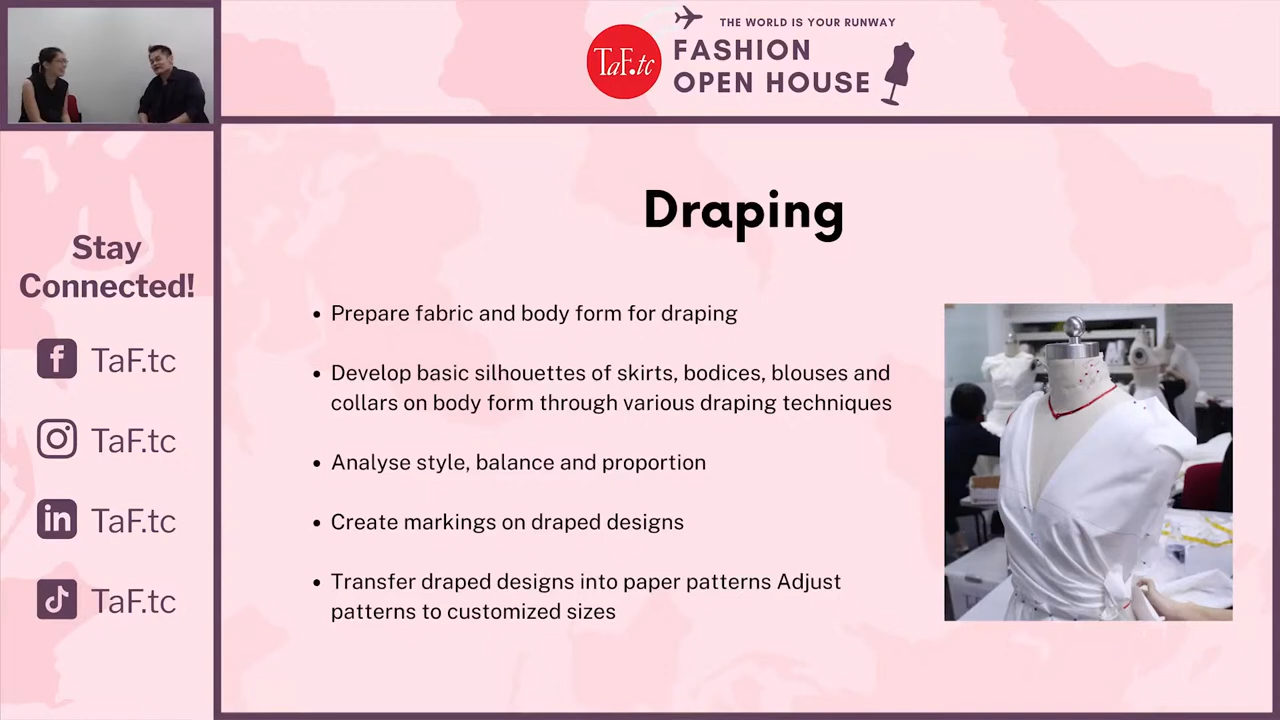 TaF.tc
THE WORLD IS YOUR RUNWAY
FASHION
OPEN HOUSE
Stay
Connected!
f TaF.tc
TaF.tc
in TaF.tc
TaF.tc
Draping
• Prepare fabric and body form for draping
• Develop basic silhouettes of skirts, bodices, blouses and
collars on body form through various draping techniques
• Analyse style, balance and proportion
• Create markings on draped designs
• Transfer draped designs into paper patterns Adjust
patterns to customized sizes